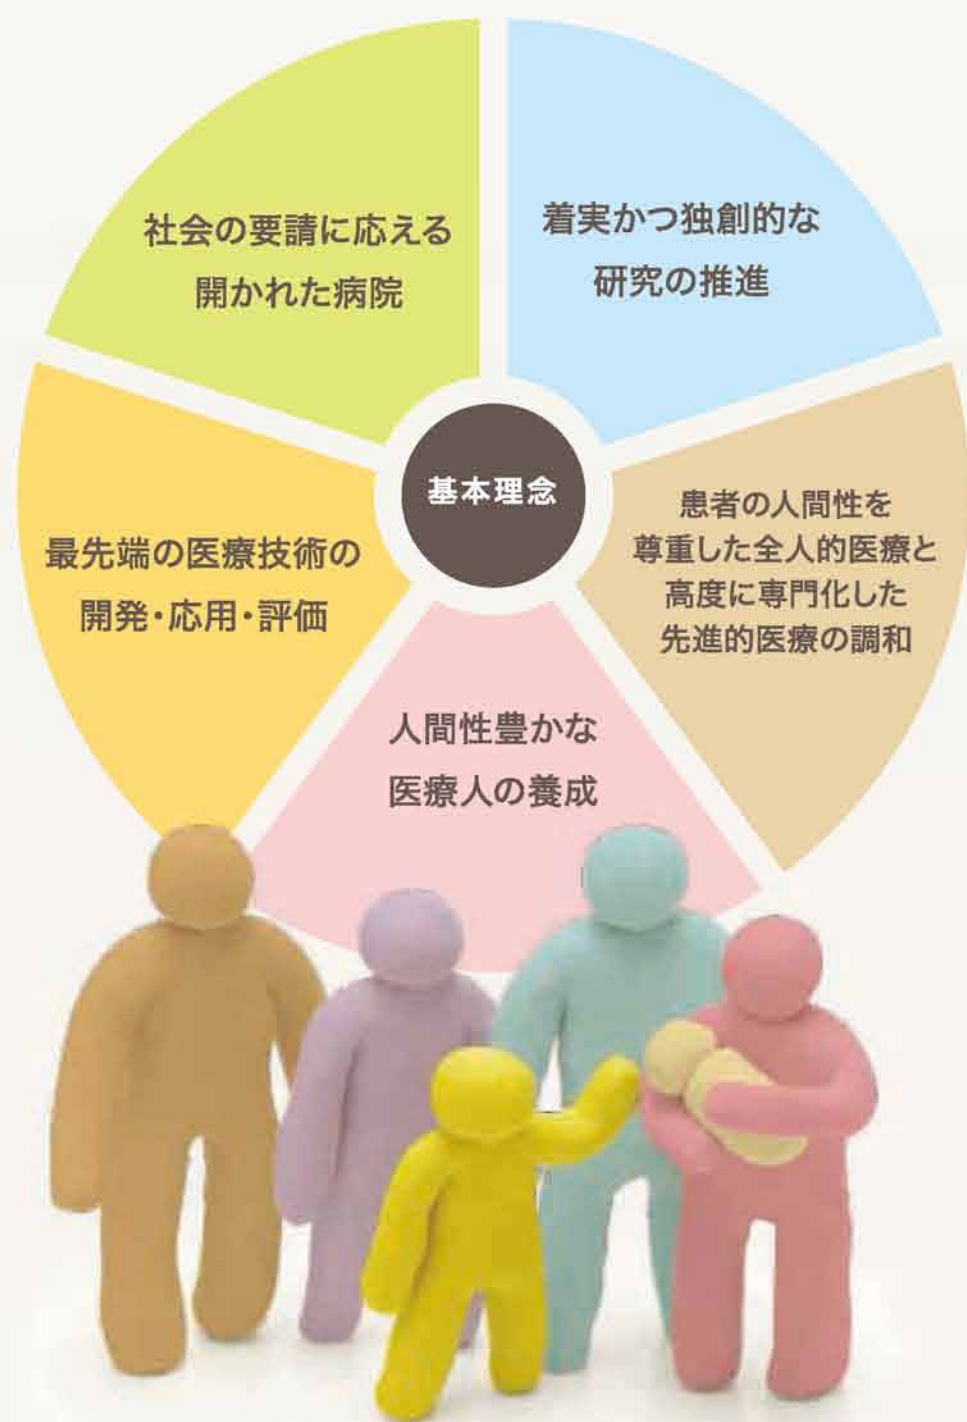 社会の要請に応える
開かれた病院
着実かつ独創的な
研究の推進
基本理念
最先端の医療技術の
開発・応用・評価
患者の人間性を
尊重した全人的医療と
高度に専門化した
先進的医療の調和
人間性豊かな
医療人の養成